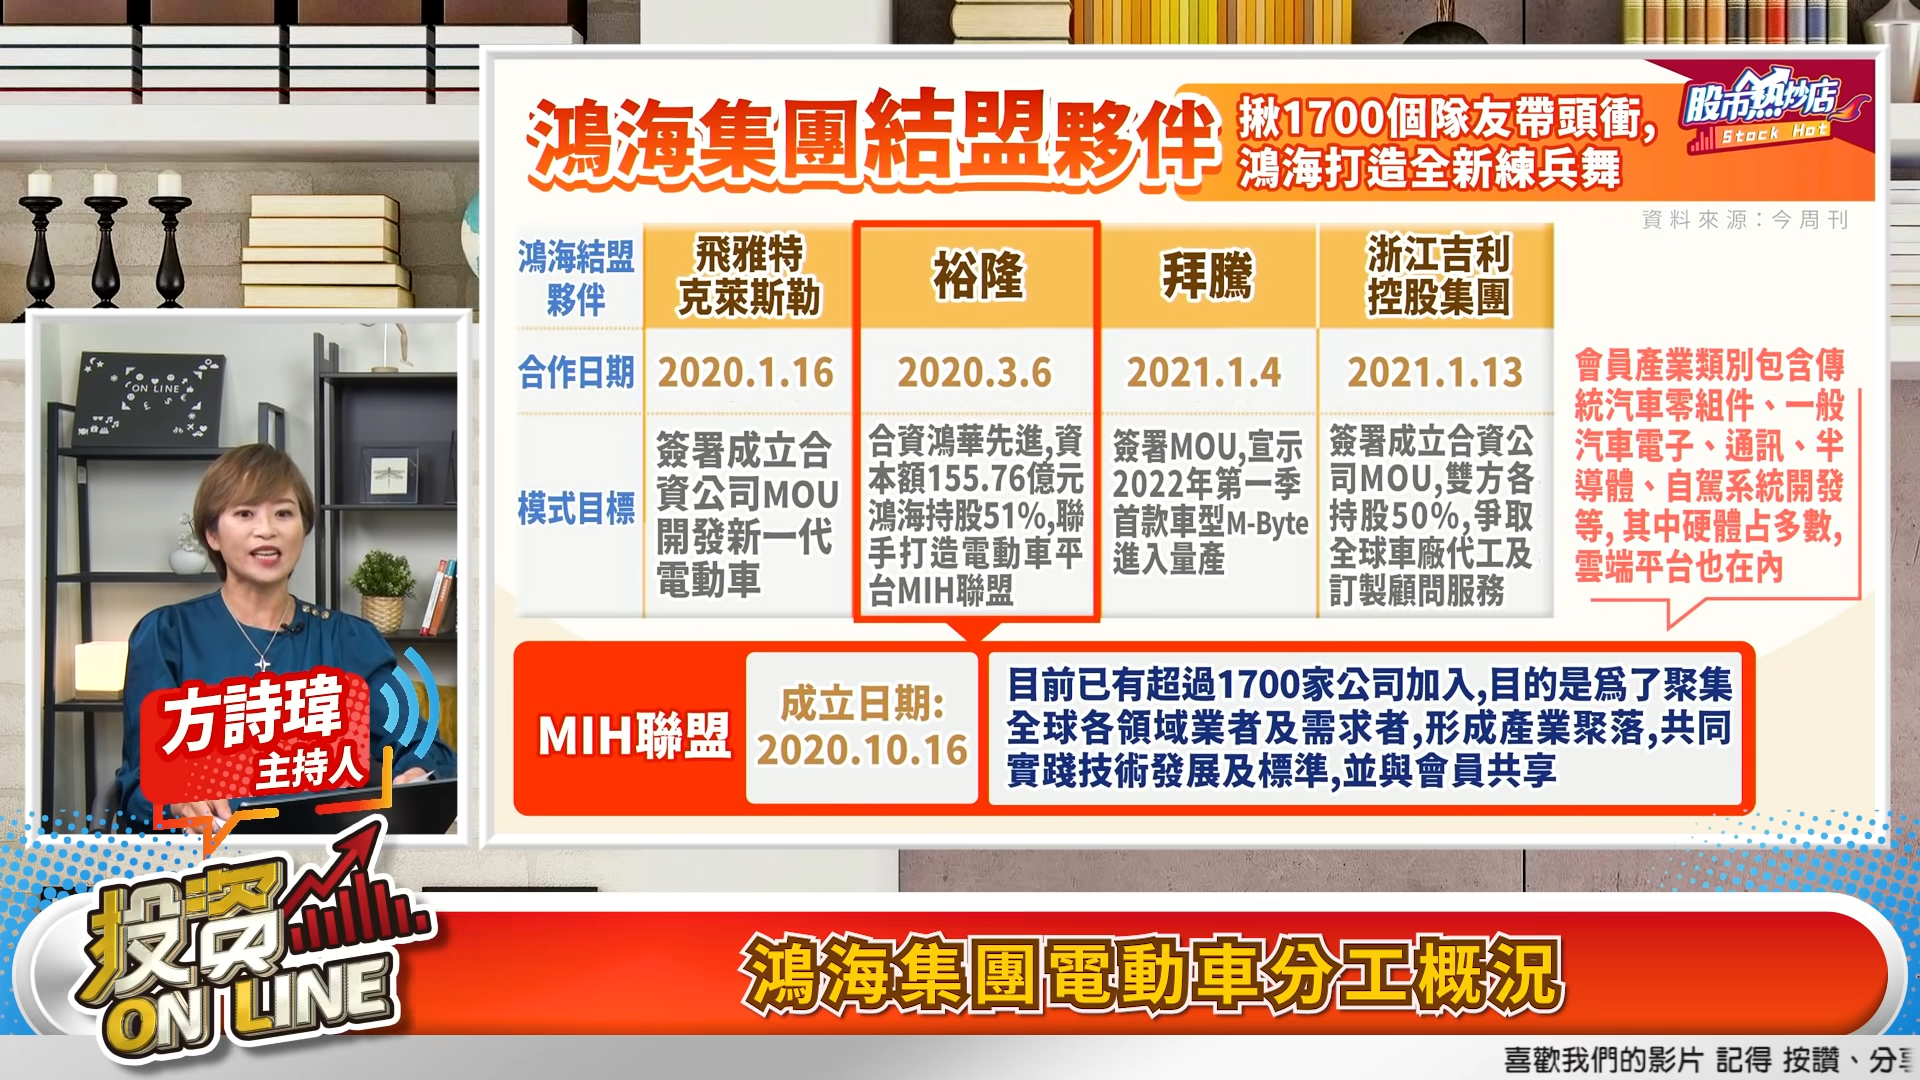 鴻海集團結盟夥伴
揪1700個隊友帶頭衝,
鴻海打造全新練兵舞
股市熱炒店
Stock Hot
資料來源:今周刊
鴻海結盟
夥伴
飛雅特
克萊斯勒
裕隆
拜騰
浙江吉利
控股集團
合作日期
2020.1.16
2020.3.6
2021.1.4
2021.1.13
模式目標
簽署成立合
資公司MOU
開發新一代
電動車
合資鴻華先進,資
本額155.76億元
鴻海持股51%,聯
手打造電動車平
台MIH聯盟
簽署MOU,宣示
2022年第一季
首款車型M-Byte
進入量產
簽署成立合資公
司MOU,雙方各
持股50%,爭取
全球車廠代工及
訂製顧問服務
會員產業類別包含傳
統汽車零組件、一般
汽車電子、通訊、半
導體、自駕系統開發
等,其中硬體占多數,
雲端平台也在內
MIH聯盟
成立日期:
2020.10.16
目前已有超過1700家公司加入,目的是爲了聚集
全球各領域業者及需求者,形成產業聚落,共同
實踐技術發展及標準,並與會員共享
ON LINE
方詩瑋
主持人
投資
ON LINE
鴻海集團電動車分工概況
喜歡我們的影片 記得 按讚、分享